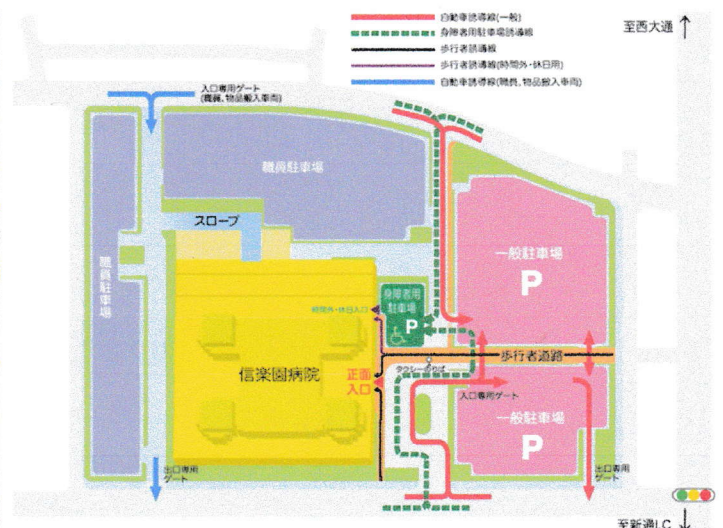 自動車誘導線(一般)
身障者用駐車場誘導線
歩行者誘導線
歩行者誘導線(時間外・休日用)
自動車誘導線(職員、物品搬入車両)
至西大通
入口専用ゲート
(職員、物品搬入車両)
職員駐車場
スロープ
職員駐車場
一般駐車場
P
身障者用
駐車場
P
時間外・休日入口
歩行者道路
タクシーのりば
信楽園病院
正面
入口
入口専用ゲート
一般駐車場
P
出口専用
ゲート
出口専用
ゲート
至新通I.C